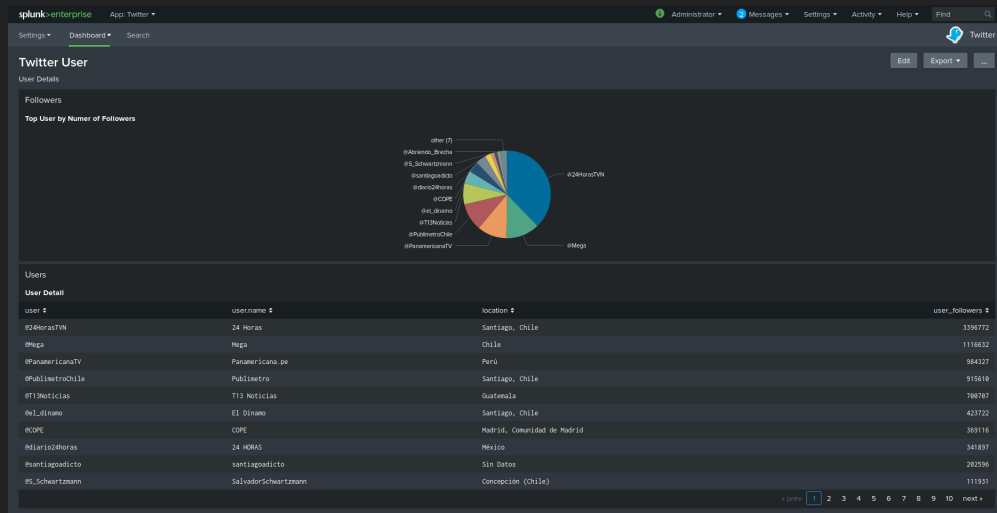 splunk>enterprise App: Twitter Administrator 2 Messages Settings Activity Help Find
Settings Dashboard Search Twitter
Twitter User Edit Export ...
User Details
Followers
Top User by Numer of Followers
other (7)
@Abriendo_Brecha
@S_Schwartzmann
@santiagoadicto
@diario24horas
@COPE
@el_dinamo
@T13Noticias
@PublimetroChile
@PanamericanaTV
@24HorasTVN
@Mega
Users
User Detail
user user.name location user_followers
@24HorasTVN 24 Horas Santiago, Chile 3396772
@Mega Mega Chile 1116632
@PanamericanaTV Panamericana.pe Perú 984327
@PublimetroChile Publimetro Santiago, Chile 915610
@T13Noticias T13 Noticias Guatemala 700707
@el_dinamo El Dínamo Santiago, Chile 423722
@COPE COPE Madrid, Comunidad de Madrid 369116
@diario24horas 24 HORAS México 341897
@santiagoadicto santiagoadicto Sin Datos 202596
@S_Schwartzmann SalvadorSchwartzmann Concepción (Chile) 111931
« prev 1 2 3 4 5 6 7 8 9 10 next »